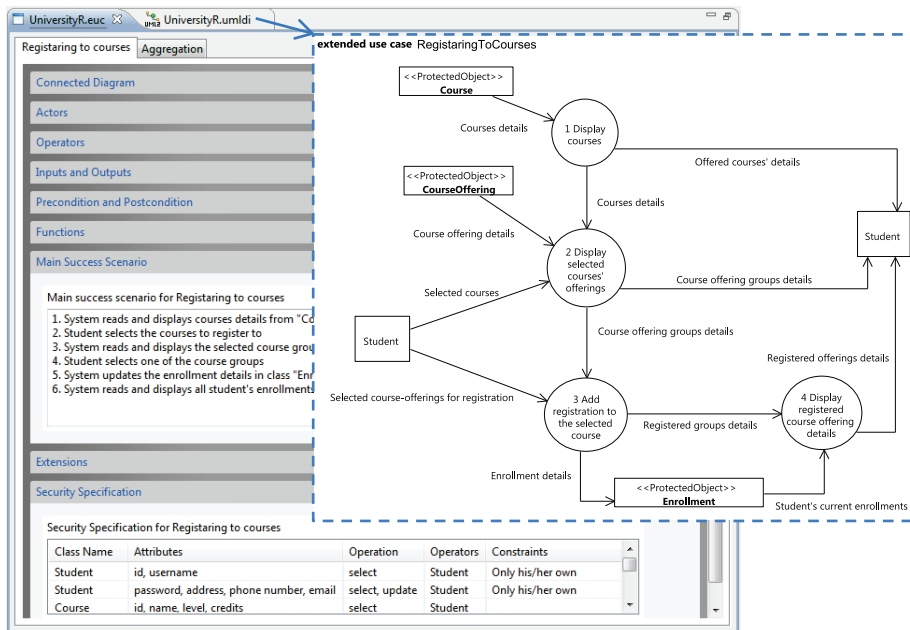 UniversityR.euc
UniversityR.umldi
Registaring to courses
Aggregation
Connected Diagram
Actors
Operators
Inputs and Outputs
Precondition and Postcondition
Functions
Main Success Scenario
Main success scenario for Registaring to courses
1. System reads and displays courses details from "Co
2. Student selects the courses to register to
3. System reads and displays the selected course grou
4. Student selects one of the course groups
5. System updates the enrollment details in class "Enr
6. System reads and displays all student's enrollments
Extensions
Security Specification
Security Specification for Registaring to courses
Class Name Attributes Operation Operators Constraints
Student id, username select Student Only his/her own
Student password, address, phone number, email select, update Student Only his/her own
Course id, name, level, credits select Student
extended use case RegistaringToCourses
<<ProtectedObject>>
Course
Courses details
1 Display
courses
Offered courses' details
<<ProtectedObject>>
CourseOffering
Courses details
Course offering details
Student
2 Display
selected
courses'
offerings
Course offering groups details
Selected courses
Student
Course offering groups details
Registered offerings details
Selected course-offerings for registration
3 Add
registration to
the selected
course
Registered groups details
4 Display
registered
course offering
details
Enrollment details
<<ProtectedObject>>
Enrollment
Student's current enrollments